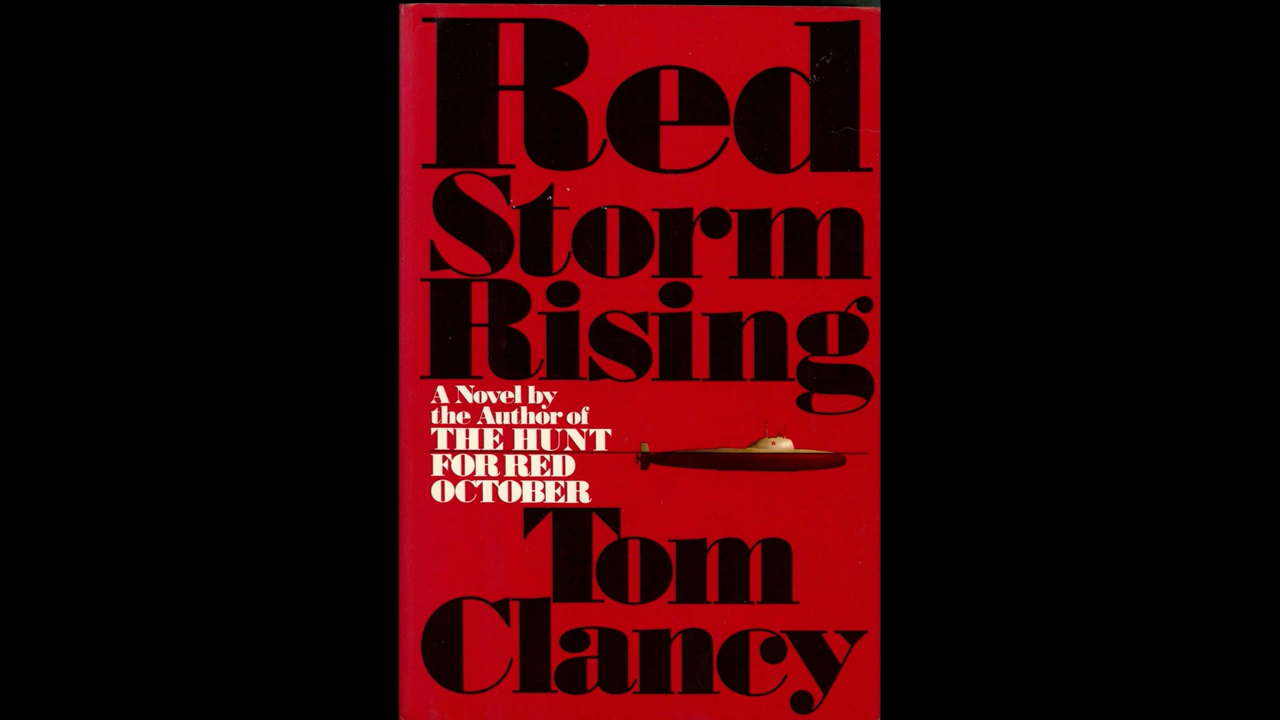 Red
Storm
Rising
A Novel by
the Author of
THE HUNT
FOR RED
OCTOBER
Tom
Clancy